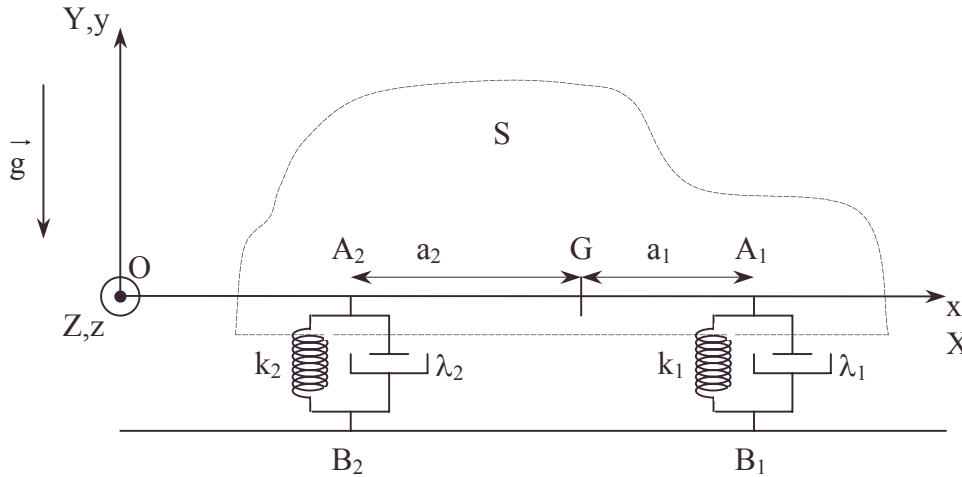 Y,y
S
g
A₂ a₂ G a₁ A₁
O
x
Z,z
X
k₂ λ₂ k₁ λ₁
B₂ B₁